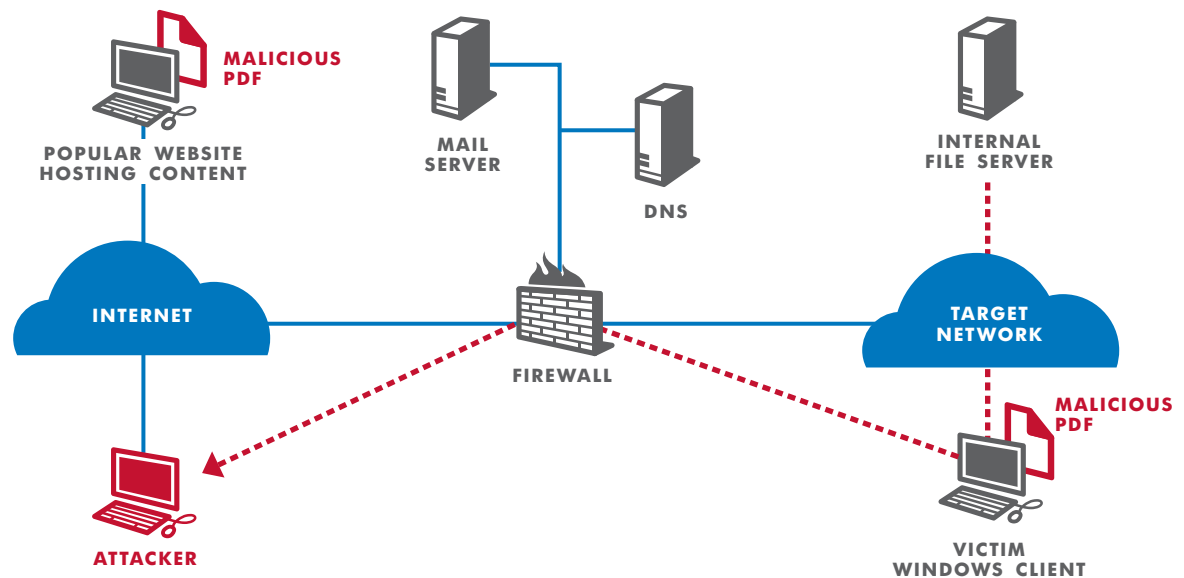 MALICIOUS
PDF
POPULAR WEBSITE
HOSTING CONTENT
MAIL
SERVER
DNS
INTERNAL
FILE SERVER
INTERNET
FIREWALL
TARGET
NETWORK
MALICIOUS
PDF
ATTACKER
VICTIM
WINDOWS CLIENT